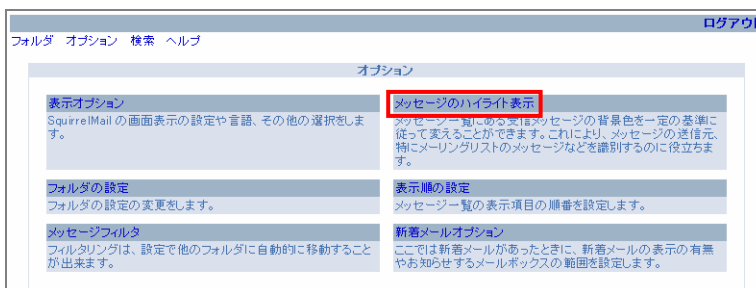 ログアウト
フォルダ オプション 検索 ヘルプ
オプション
表示オプション
SquirrelMail の画面表示の設定や言語、その他の選択をしま
す。
メッセージのハイライト表示
メッセージ一覧にある受信メッセージの背景色を一定の基準に
従って変えることができます。これにより、メッセージの送信元、
特にメーリングリストのメッセージなどを識別するのに役立ちま
す。
フォルダの設定
フォルダの設定の変更をします。
表示順の設定
メッセージ一覧の表示項目の順番を設定します。
メッセージフィルタ
フィルタリングは、設定で他のフォルダに自動的に移動すること
が出来ます。
新着メールオプション
ここでは新着メールがあったときに、新着メールの表示の有無
やお知らせするメールボックスの範囲を設定します。